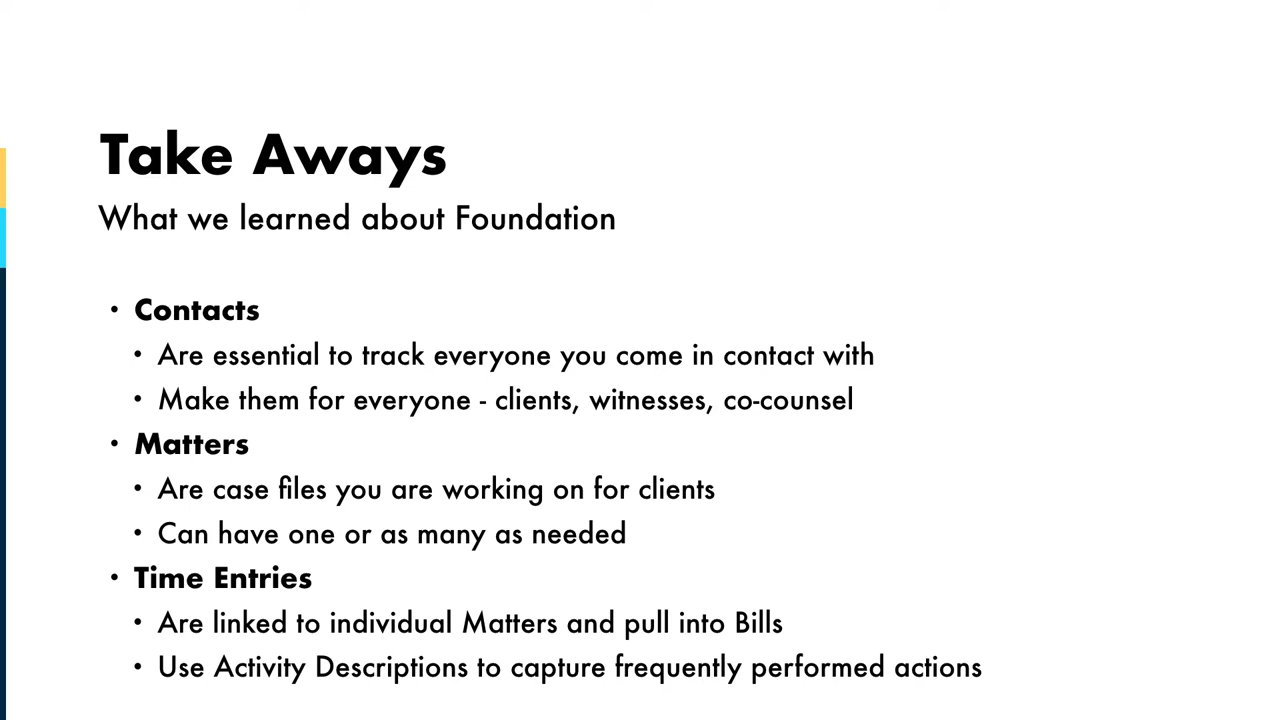 Take Aways
What we learned about Foundation
• Contacts
• Are essential to track everyone you come in contact with
• Make them for everyone - clients, witnesses, co-counsel
• Matters
• Are case files you are working on for clients
• Can have one or as many as needed
• Time Entries
• Are linked to individual Matters and pull into Bills
• Use Activity Descriptions to capture frequently performed actions